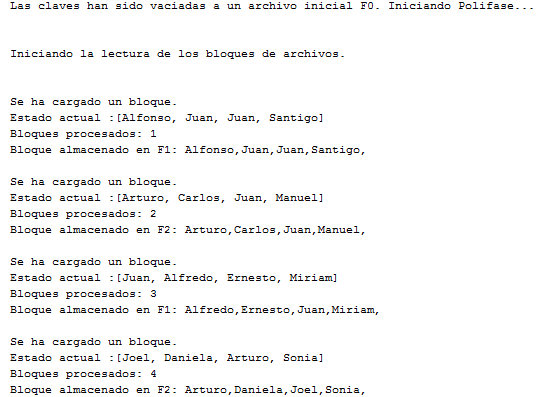 Las claves han sido vaciadas a un archivo inicial F0. Iniciando Polifase...
Iniciando la lectura de los bloques de archivos.
Se ha cargado un bloque.
Estado actual :[Alfonso, Juan, Juan, Santigo]
Bloques procesados: 1
Bloque almacenado en F1: Alfonso,Juan,Juan,Santigo,
Se ha cargado un bloque.
Estado actual :[Arturo, Carlos, Juan, Manuel]
Bloques procesados: 2
Bloque almacenado en F2: Arturo,Carlos,Juan,Manuel,
Se ha cargado un bloque.
Estado actual :[Juan, Alfredo, Ernesto, Miriam]
Bloques procesados: 3
Bloque almacenado en F1: Alfredo,Ernesto,Juan,Miriam,
Se ha cargado un bloque.
Estado actual :[Joel, Daniela, Arturo, Sonia]
Bloques procesados: 4
Bloque almacenado en F2: Arturo,Daniela,Joel,Sonia,